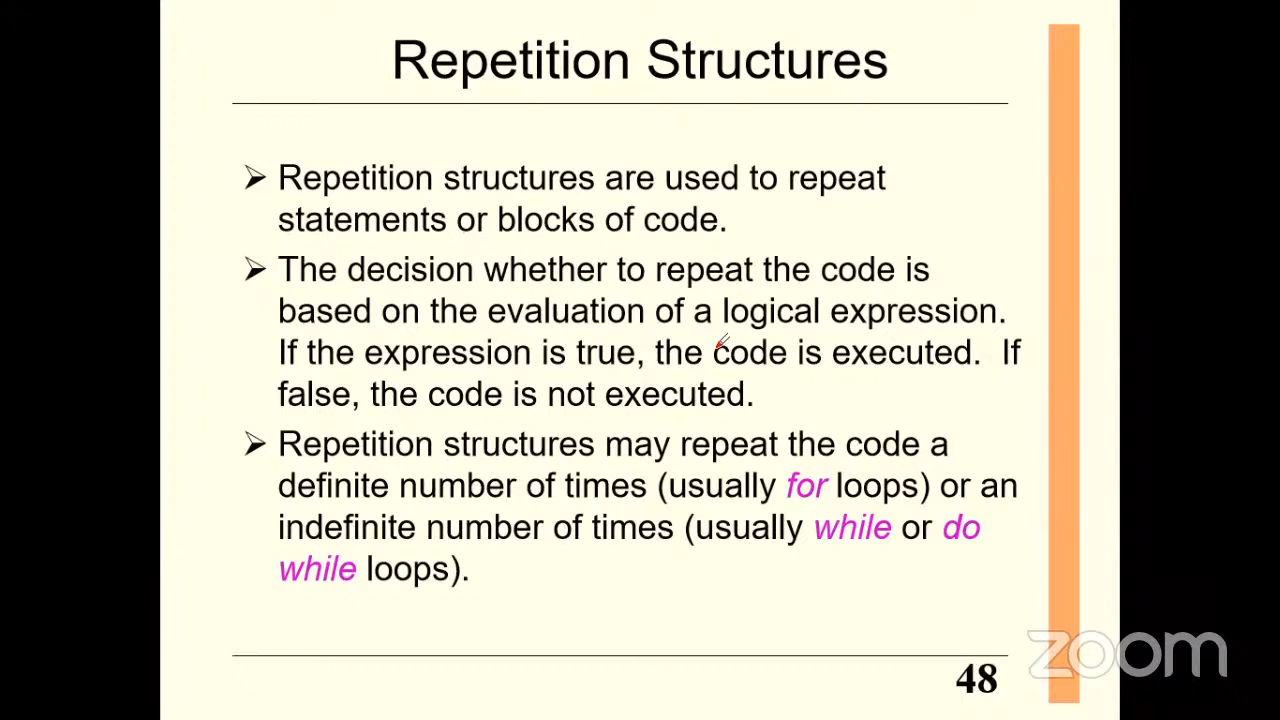 Repetition Structures
➢ Repetition structures are used to repeat
statements or blocks of code.
➢ The decision whether to repeat the code is
based on the evaluation of a logical expression.
If the expression is true, the code is executed. If
false, the code is not executed.
➢ Repetition structures may repeat the code a
definite number of times (usually for loops) or an
indefinite number of times (usually while or do
while loops).
zoom
48